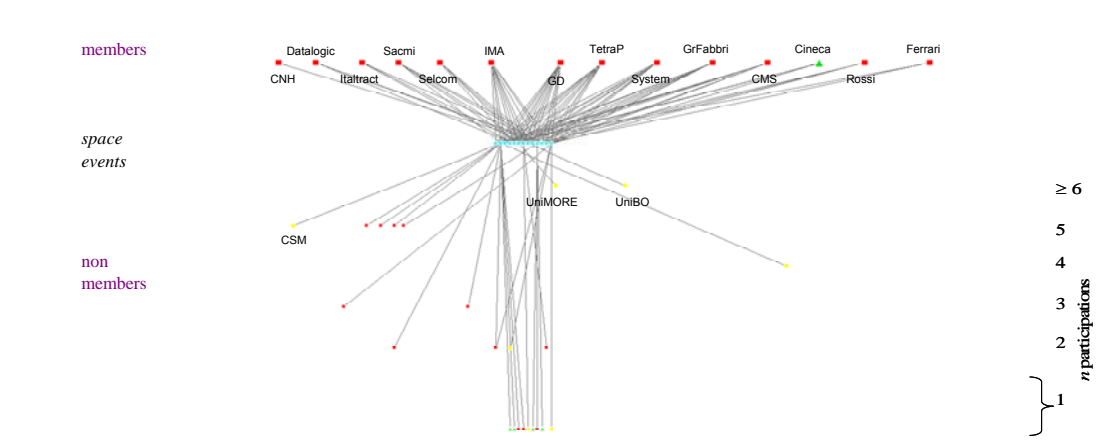 members
Datalogic Sacmi IMA TetraP GrFabbri Cineca Ferrari
CNH Italtract Selcom GD System CMS Rossi
space
events
≥ 6
UniMORE UniBO
5
CSM
non
members
4
3
2
1
n participations